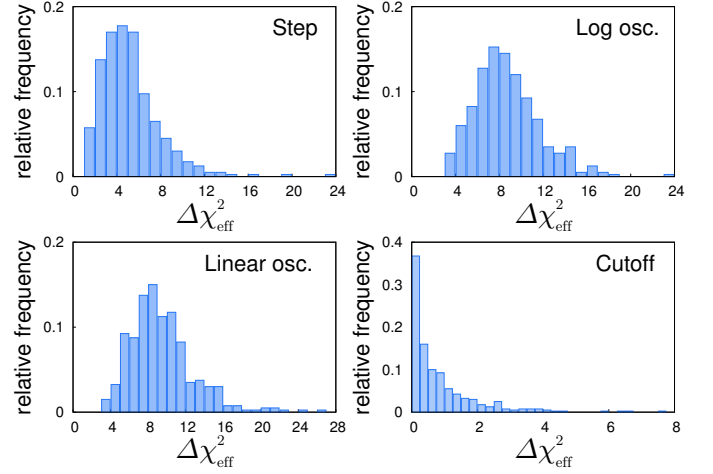 Step
relative frequency
0.2
0.1
0
0 4 8 12 16 20 24
Δχ²eff
Log osc.
relative frequency
0.2
0.1
0
0 4 8 12 16 20 24
Δχ²eff
Linear osc.
relative frequency
0.2
0.1
0
0 4 8 12 16 20 24 28
Δχ²eff
Cutoff
relative frequency
0.4
0.3
0.2
0.1
0
0 2 4 6 8
Δχ²eff